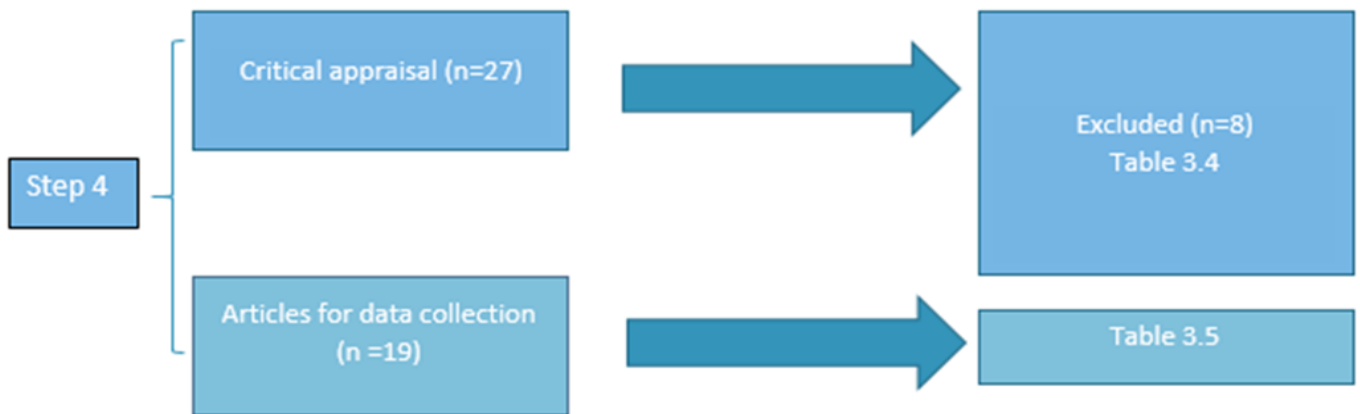 Step 4
Critical appraisal (n=27)
Excluded (n=8)
Table 3.4
Articles for data collection
(n =19)
Table 3.5